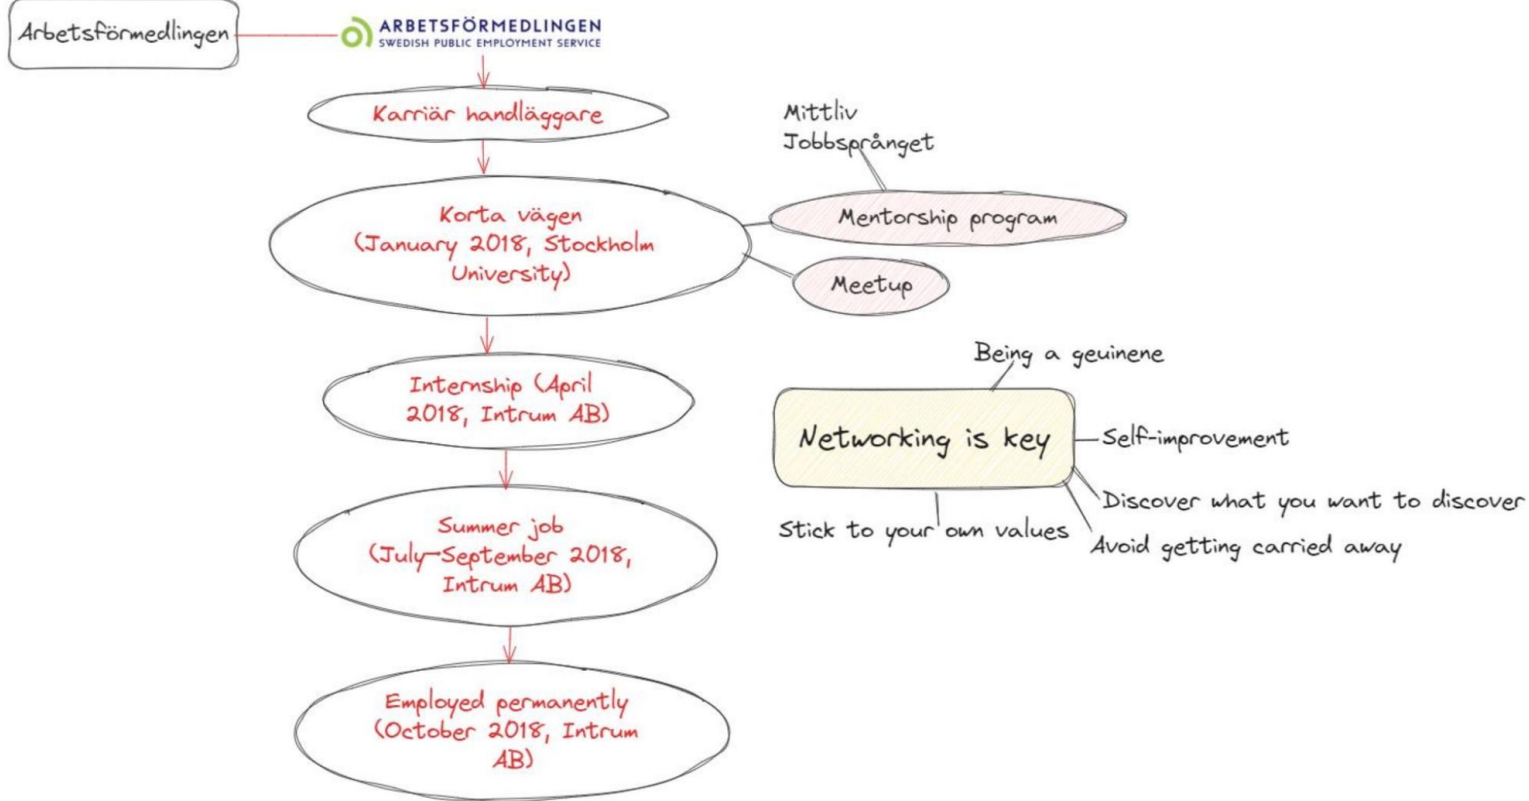 Arbetsförmedlingen
ARBETSFÖRMEDLINGEN
SWEDISH PUBLIC EMPLOYMENT SERVICE
Karriär handläggare
Korta vägen
(January 2018, Stockholm
University)
Mittliv
Jobbsprånget
Mentorship program
Meetup
Internship (April
2018, Intrum AB)
Summer job
(July-September 2018,
Intrum AB)
Employed permanently
(October 2018, Intrum
AB)
Being a geuinene
Networking is key
Self-improvement
Discover what you want to discover
Stick to your own values
Avoid getting carried away